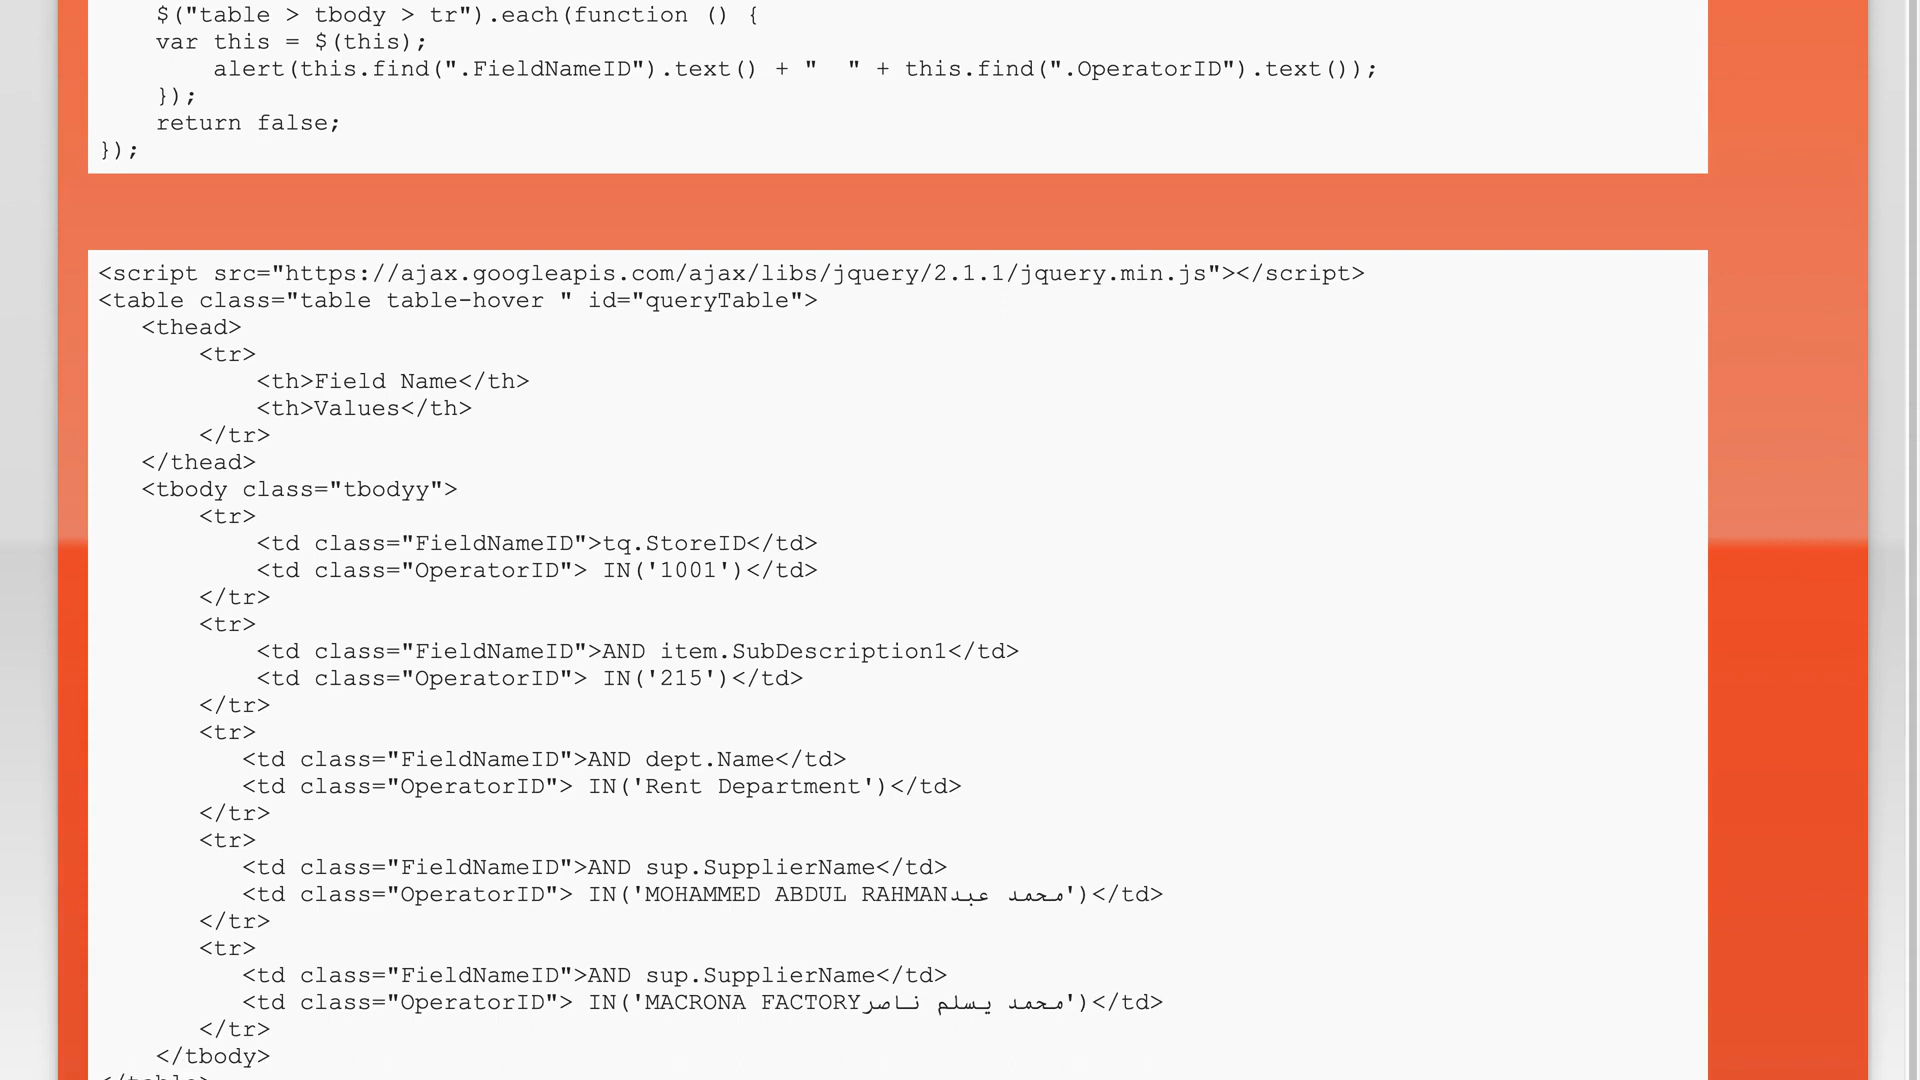 $("table > tbody > tr").each(function () {
var this = $(this);
alert(this.find(".FieldNameID").text() + "  " + this.find(".OperatorID").text());
});
return false;
});
<script src="https://ajax.googleapis.com/ajax/libs/jquery/2.1.1/jquery.min.js"></script>
<table class="table table-hover " id="queryTable">
<thead>
<tr>
<th>Field Name</th>
<th>Values</th>
</tr>
</thead>
<tbody class="tbodyy">
<tr>
<td class="FieldNameID">tq.StoreID</td>
<td class="OperatorID"> IN('1001')</td>
</tr>
<tr>
<td class="FieldNameID">AND item.SubDescription1</td>
<td class="OperatorID"> IN('215')</td>
</tr>
<tr>
<td class="FieldNameID">AND dept.Name</td>
<td class="OperatorID"> IN('Rent Department')</td>
</tr>
<tr>
<td class="FieldNameID">AND sup.SupplierName</td>
<td class="OperatorID"> IN('MOHAMMED ABDUL RAHMANمحمد عبد')</td>
</tr>
<tr>
<td class="FieldNameID">AND sup.SupplierName</td>
<td class="OperatorID"> IN('MACRONA FACTORYمحمد يسلم ناصر')</td>
</tr>
</tbody>
</table>